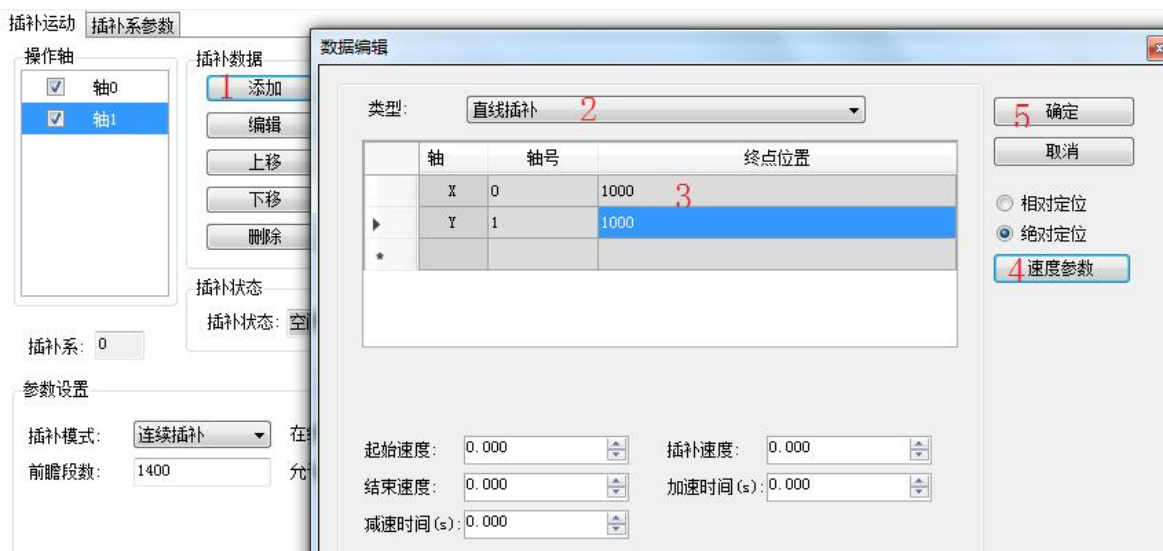 插补运动 插补系参数
操作轴
轴0
轴1
插补数据
1 添加
编辑
上移
下移
删除
插补状态
插补状态:
插补系: 0
参数设置
插补模式: 连续插补
前瞻段数: 1400
数据编辑
类型: 直线插补 2
轴 轴号 终点位置
X 0 1000 3
Y 1 1000
5 确定
取消
相对定位
绝对定位
4 速度参数
起始速度: 0.000 插补速度: 0.000
结束速度: 0.000 加速时间(s): 0.000
减速时间(s): 0.000